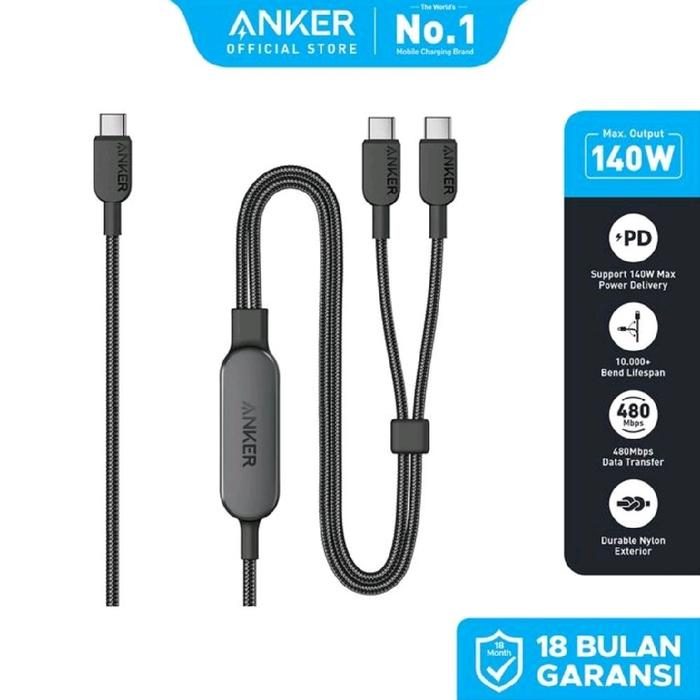 ANKER
OFFICIAL STORE
The World's
No.1
Mobile Charging Brand
ANKER
ANKER
ANKER
ANKER
Max. Output
140W
PD
Support 140W Max
Power Delivery
10.000+
Bend Lifespan
480
Mbps
480Mbps
Data Transfer
Durable Nylon
Exterior
18
Month
18 BULAN
GARANSI